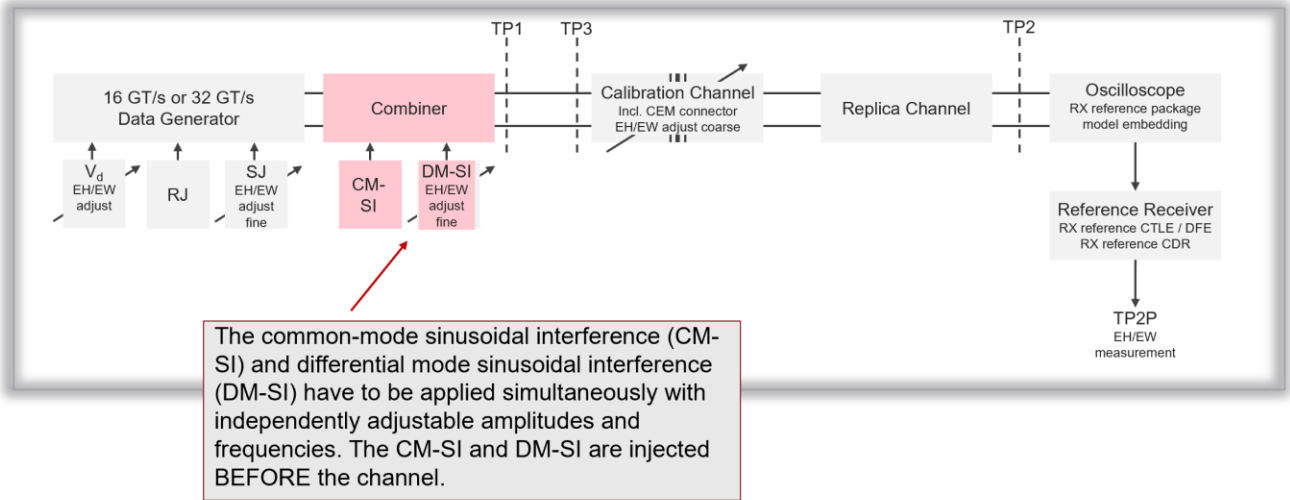 TP1
TP3
TP2
16 GT/s or 32 GT/s
Data Generator
Combiner
Calibration Channel
Incl. CEM connector
EH/EW adjust coarse
Replica Channel
Oscilloscope
RX reference package
model embedding
Vd
EH/EW
adjust
RJ
SJ
EH/EW
adjust
fine
CM-
SI
DM-SI
EH/EW
adjust
fine
Reference Receiver
RX reference CTLE / DFE
RX reference CDR
TP2P
EH/EW
measurement
The common-mode sinusoidal interference (CM-
SI) and differential mode sinusoidal interference
(DM-SI) have to be applied simultaneously with
independently adjustable amplitudes and
frequencies. The CM-SI and DM-SI are injected
BEFORE the channel.